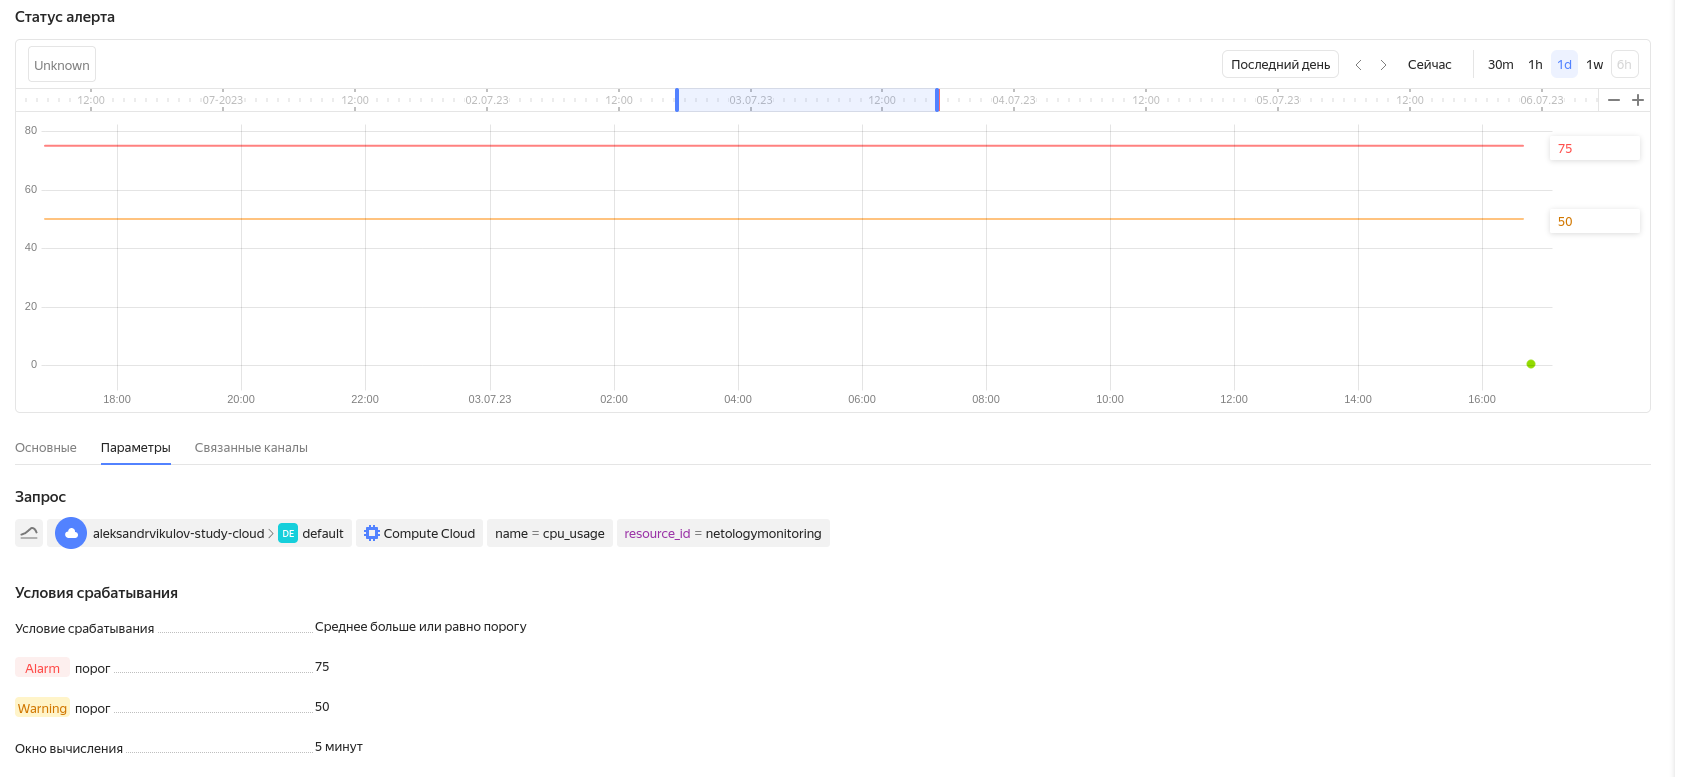 Статус алерта
Unknown
Последний день
Сейчас
30m 1h 1d 1w 6h
12:00 07-2023 12:00 02.07.23 12:00 03.07.23 12:00 04.07.23 12:00 05.07.23 12:00 06.07.23
80
75
60
50
40
20
0
18:00 20:00 22:00 03.07.23 02:00 04:00 06:00 08:00 10:00 12:00 14:00 16:00
Основные Параметры Связанные каналы
Запрос
aleksandrvikulov-study-cloud > DE default Compute Cloud name = cpu_usage resource_id = netologymonitoring
Условия срабатывания
Условие срабатывания Среднее больше или равно порогу
Alarm порог 75
Warning порог 50
Окно вычисления 5 минут